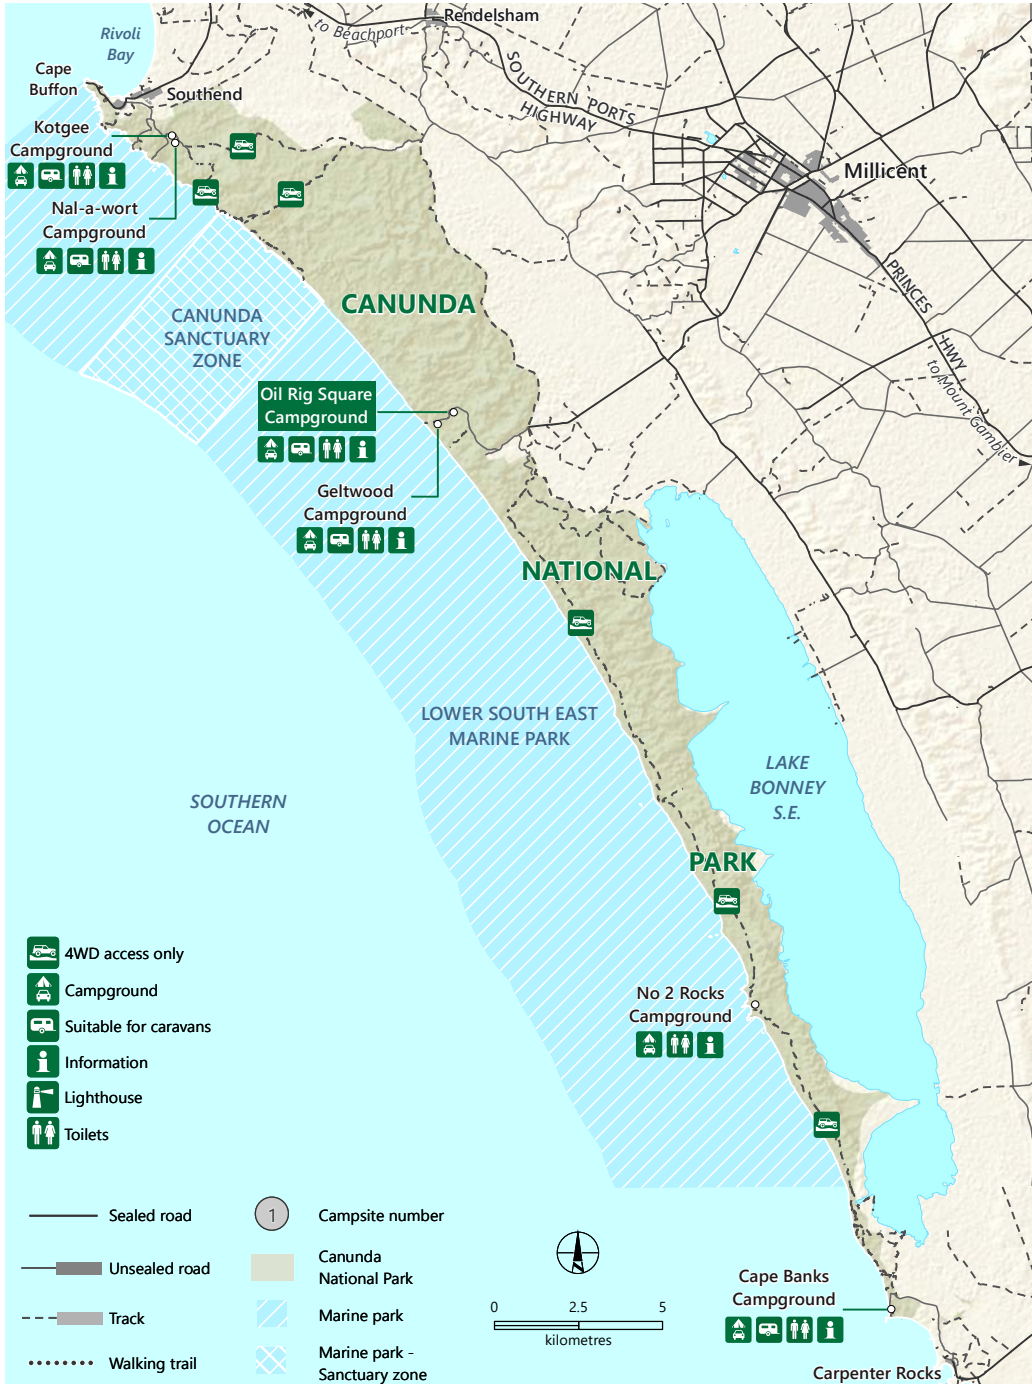 Rendelsham
to Beachport
Rivoli
Bay
Cape
Buffon
Southend
SOUTHERN PORTS
HIGHWAY
Kotgee
Campground
Millicent
Nal-a-wort
Campground
PRINCES
HWY
to Mount Gambier
CANUNDA
CANUNDA
SANCTUARY
ZONE
Oil Rig Square
Campground
Geltwood
Campground
NATIONAL
LOWER SOUTH EAST
MARINE PARK
LAKE
BONNEY
S.E.
SOUTHERN
OCEAN
PARK
No 2 Rocks
Campground
4WD access only
Campground
Suitable for caravans
Information
Lighthouse
Toilets
Sealed road
Unsealed road
Track
Walking trail
1
Campsite number
Canunda
National Park
Marine park
Marine park -
Sanctuary zone
0 2.5 5
kilometres
Cape Banks
Campground
Carpenter Rocks